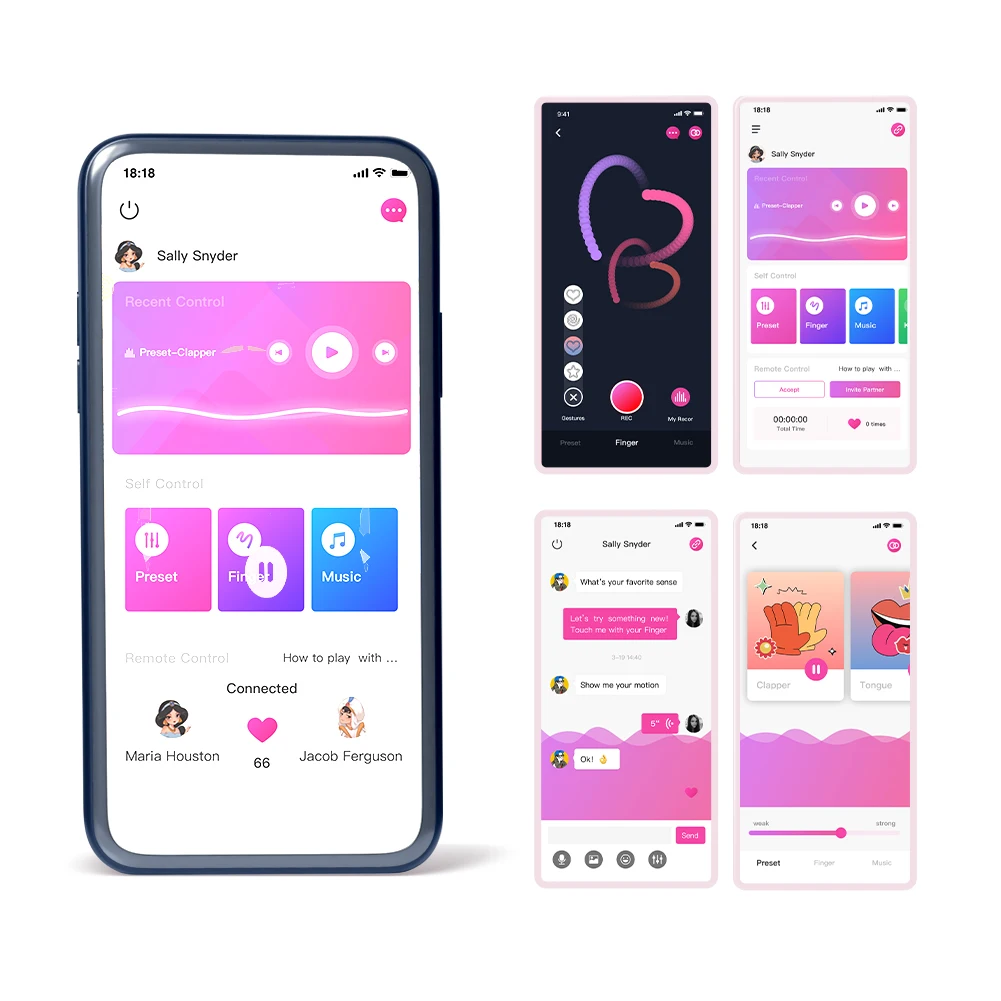 18:18
Sally Snyder
Recent Control
Preset-Clapper
Self Control
Preset
Finger
Music
Remote Control
How to play with ...
Connected
Maria Houston
66
Jacob Ferguson
9:41
Gestures
REC
My Recor
Preset
Finger
Music
18:18
Sally Snyder
Recent Control
Preset-Clapper
Self Control
Preset
Finger
Music
Remote Control
How to play with ...
Accept
Invite Partner
00:00:00
Total Time
0 times
18:18
Sally Snyder
What's your favorite sense
Let's try something new!
Touch me with your Finger
3-19 14:40
Show me your motion
5"
Ok! 👌
Send
18:18
Clapper
Tongue
weak
strong
Preset
Finger
Music